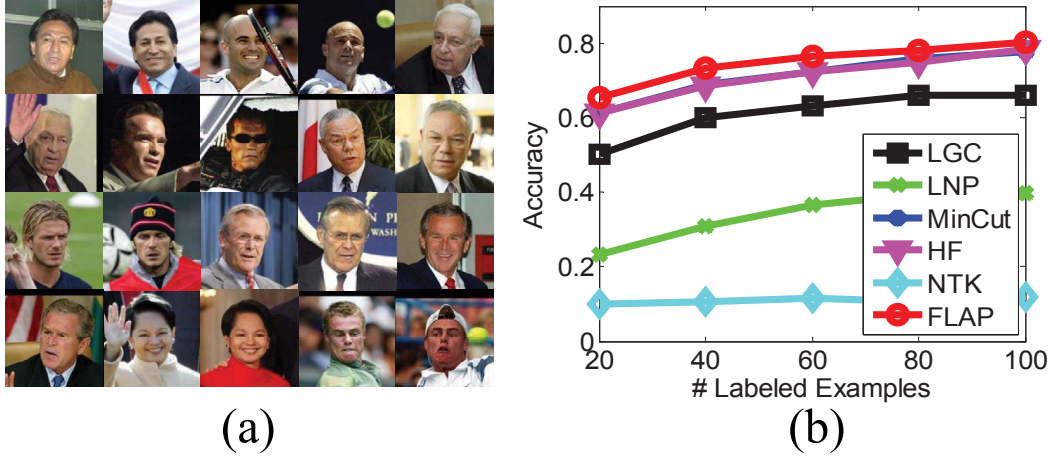 0.8
0.6
0.4
0.2
0
Accuracy
LGC
LNP
MinCut
HF
NTK
FLAP
20 40 60 80 100
# Labeled Examples
(a) (b)
WASH